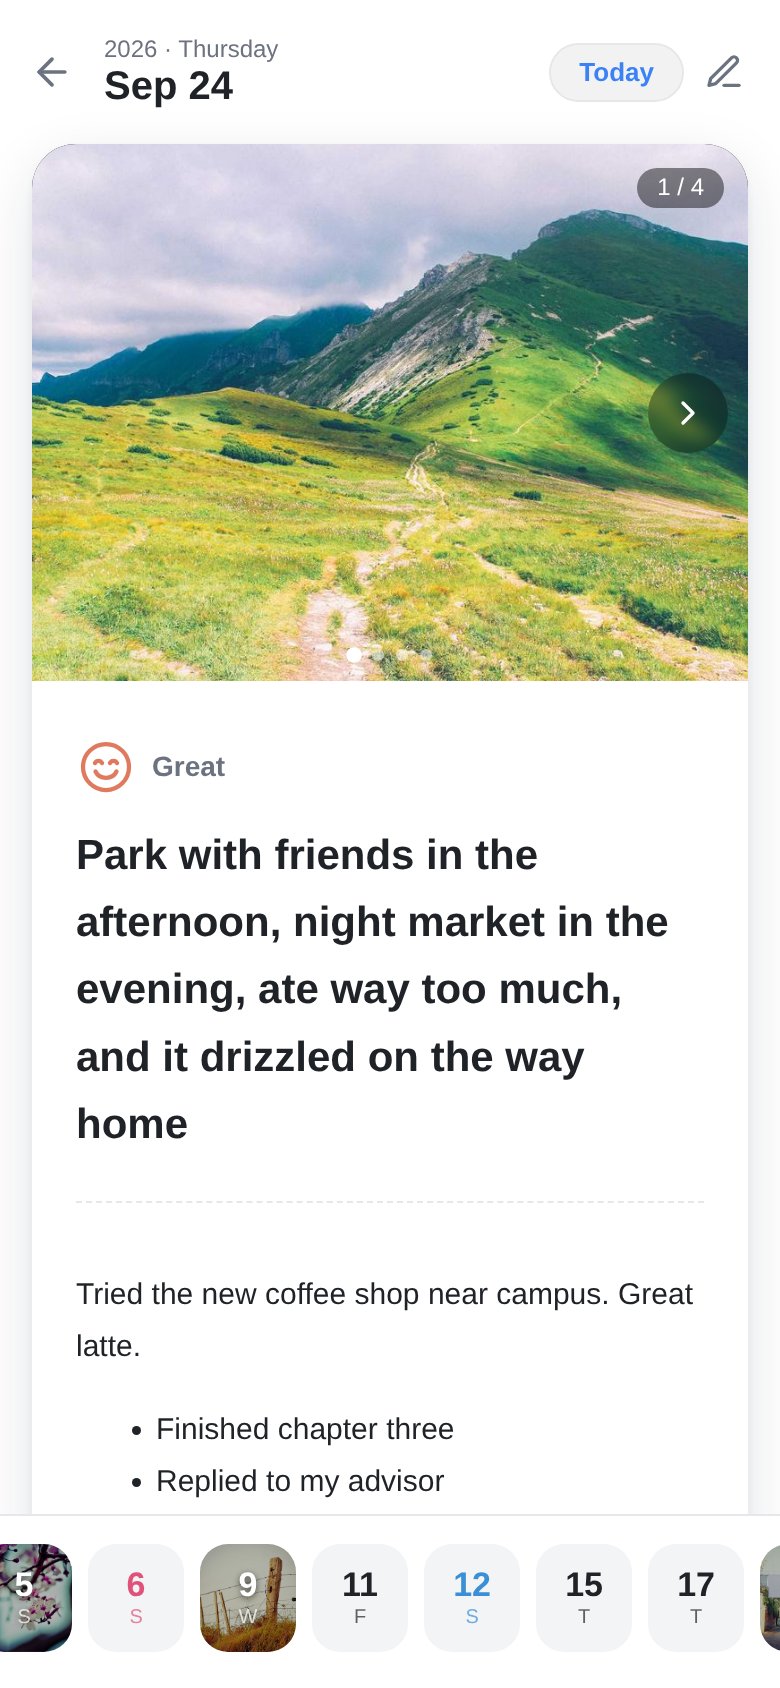 2026 · Thursday
Sep 24
Today
1 / 4
Great
Park with friends in the
afternoon, night market in the
evening, ate way too much,
and it drizzled on the way
home
Tried the new coffee shop near campus. Great
latte.
• Finished chapter three
• Replied to my advisor
5 6 9 11 12 15 17
S S W F S T T